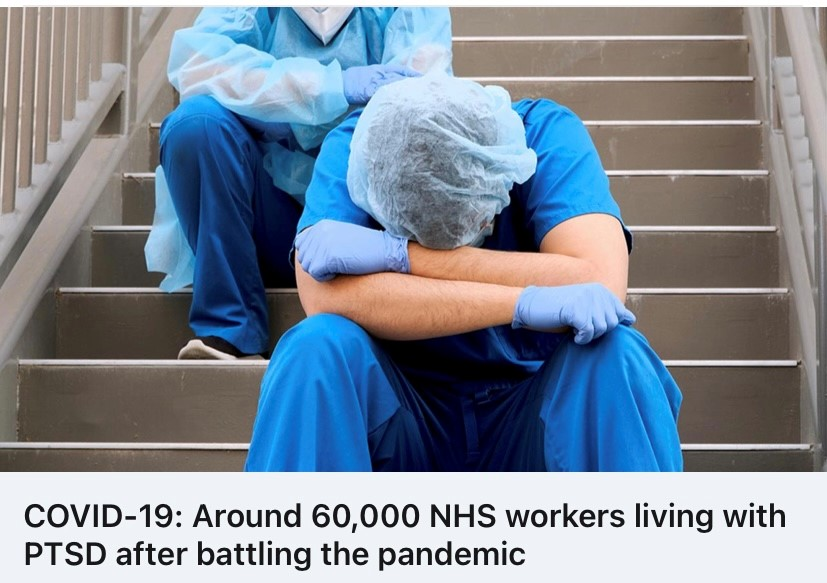 COVID-19: Around 60,000 NHS workers living with
PTSD after battling the pandemic